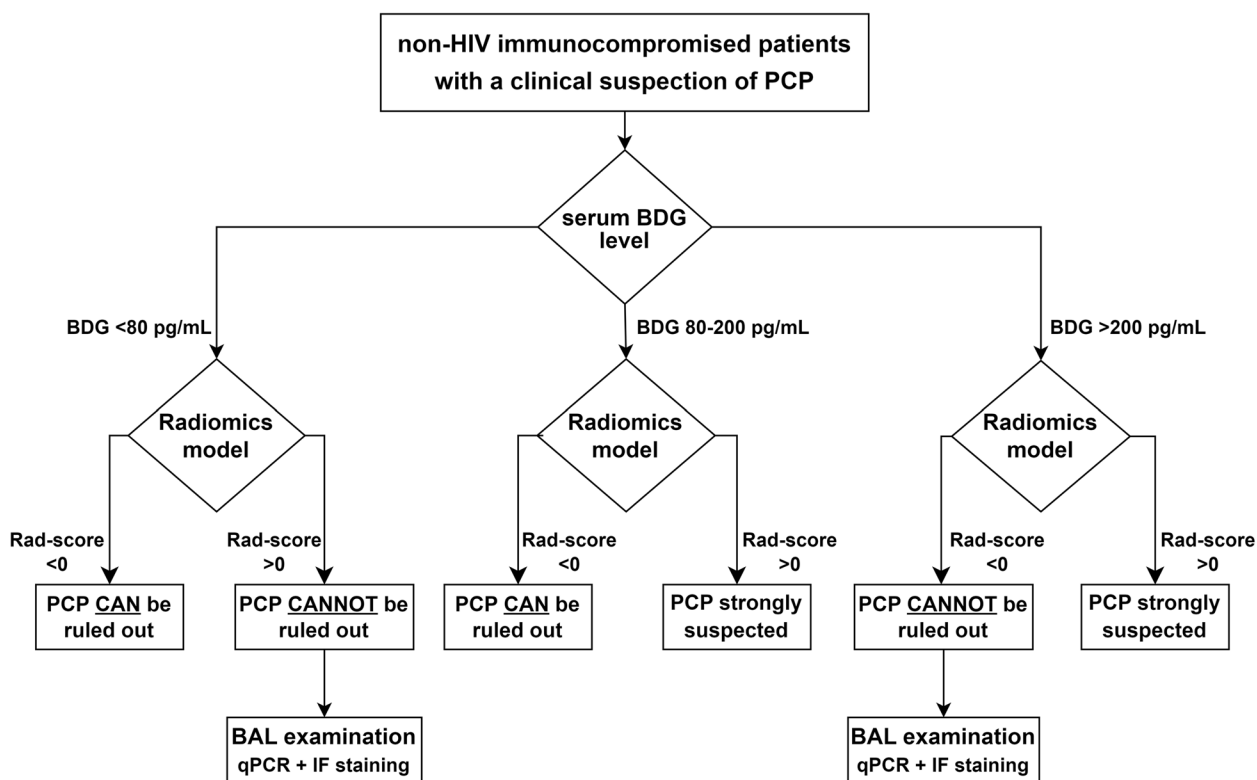 non-HIV immunocompromised patients
with a clinical suspection of PCP
serum BDG
level
BDG <80 pg/mL
BDG 80-200 pg/mL
BDG >200 pg/mL
Radiomics
model
Radiomics
model
Radiomics
model
Rad-score
<0
Rad-score
>0
Rad-score
<0
Rad-score
>0
Rad-score
<0
Rad-score
>0
PCP CAN be
ruled out
PCP CANNOT be
ruled out
PCP CAN be
ruled out
PCP strongly
suspected
PCP CANNOT be
ruled out
PCP strongly
suspected
BAL examination
qPCR + IF staining
BAL examination
qPCR + IF staining